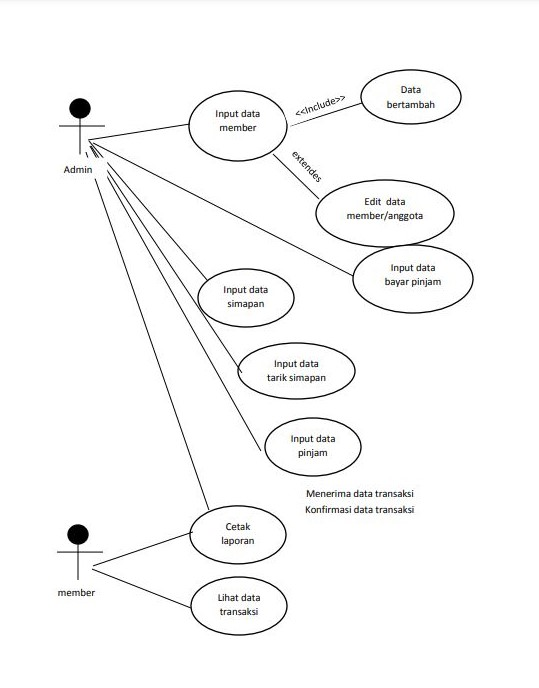 Data
bertambah
<<Include>>
Input data
member
extendes
Admin
Edit  data
member/anggota
Input data
bayar pinjam
Input data
simapan
Input data
tarik simapan
Input data
pinjam
Menerima data transaksi
Konfirmasi data transaksi
Cetak
laporan
member
Lihat data
transaksi